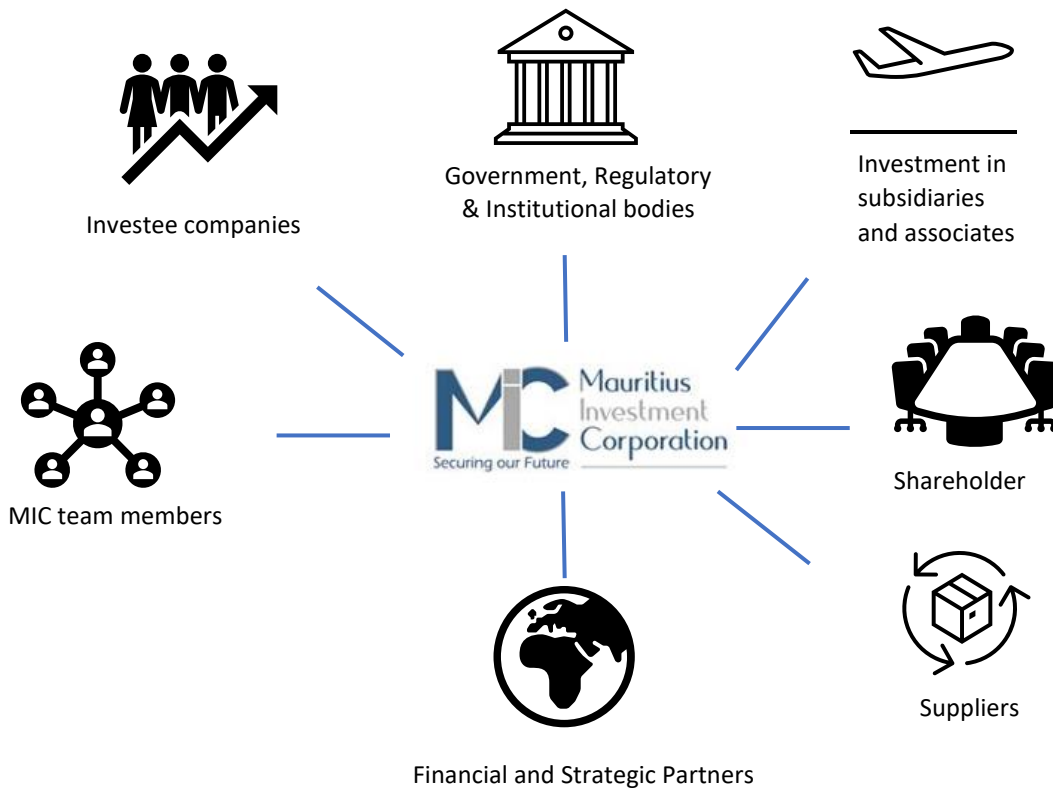 Investee companies
Government, Regulatory
& Institutional bodies
Investment in
subsidiaries
and associates
MIC team members
MiC
Mauritius
Investment
Corporation
Securing our Future
Shareholder
Suppliers
Financial and Strategic Partners